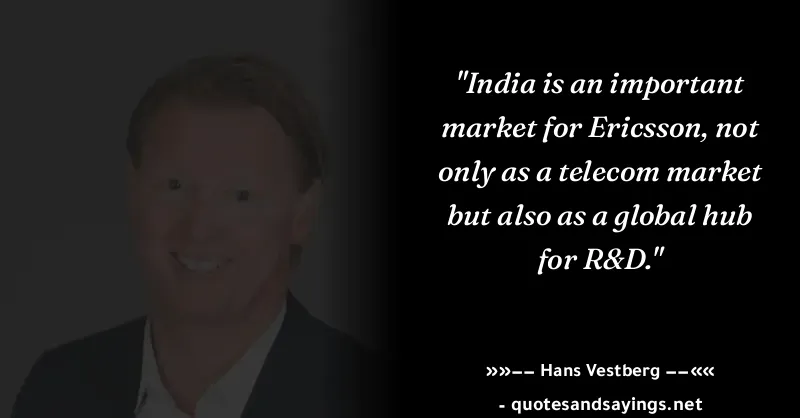 "India is an important
market for Ericsson, not
only as a telecom market
but also as a global hub
for R&D."
»»–– Hans Vestberg ––««
- quotesandsayings.net